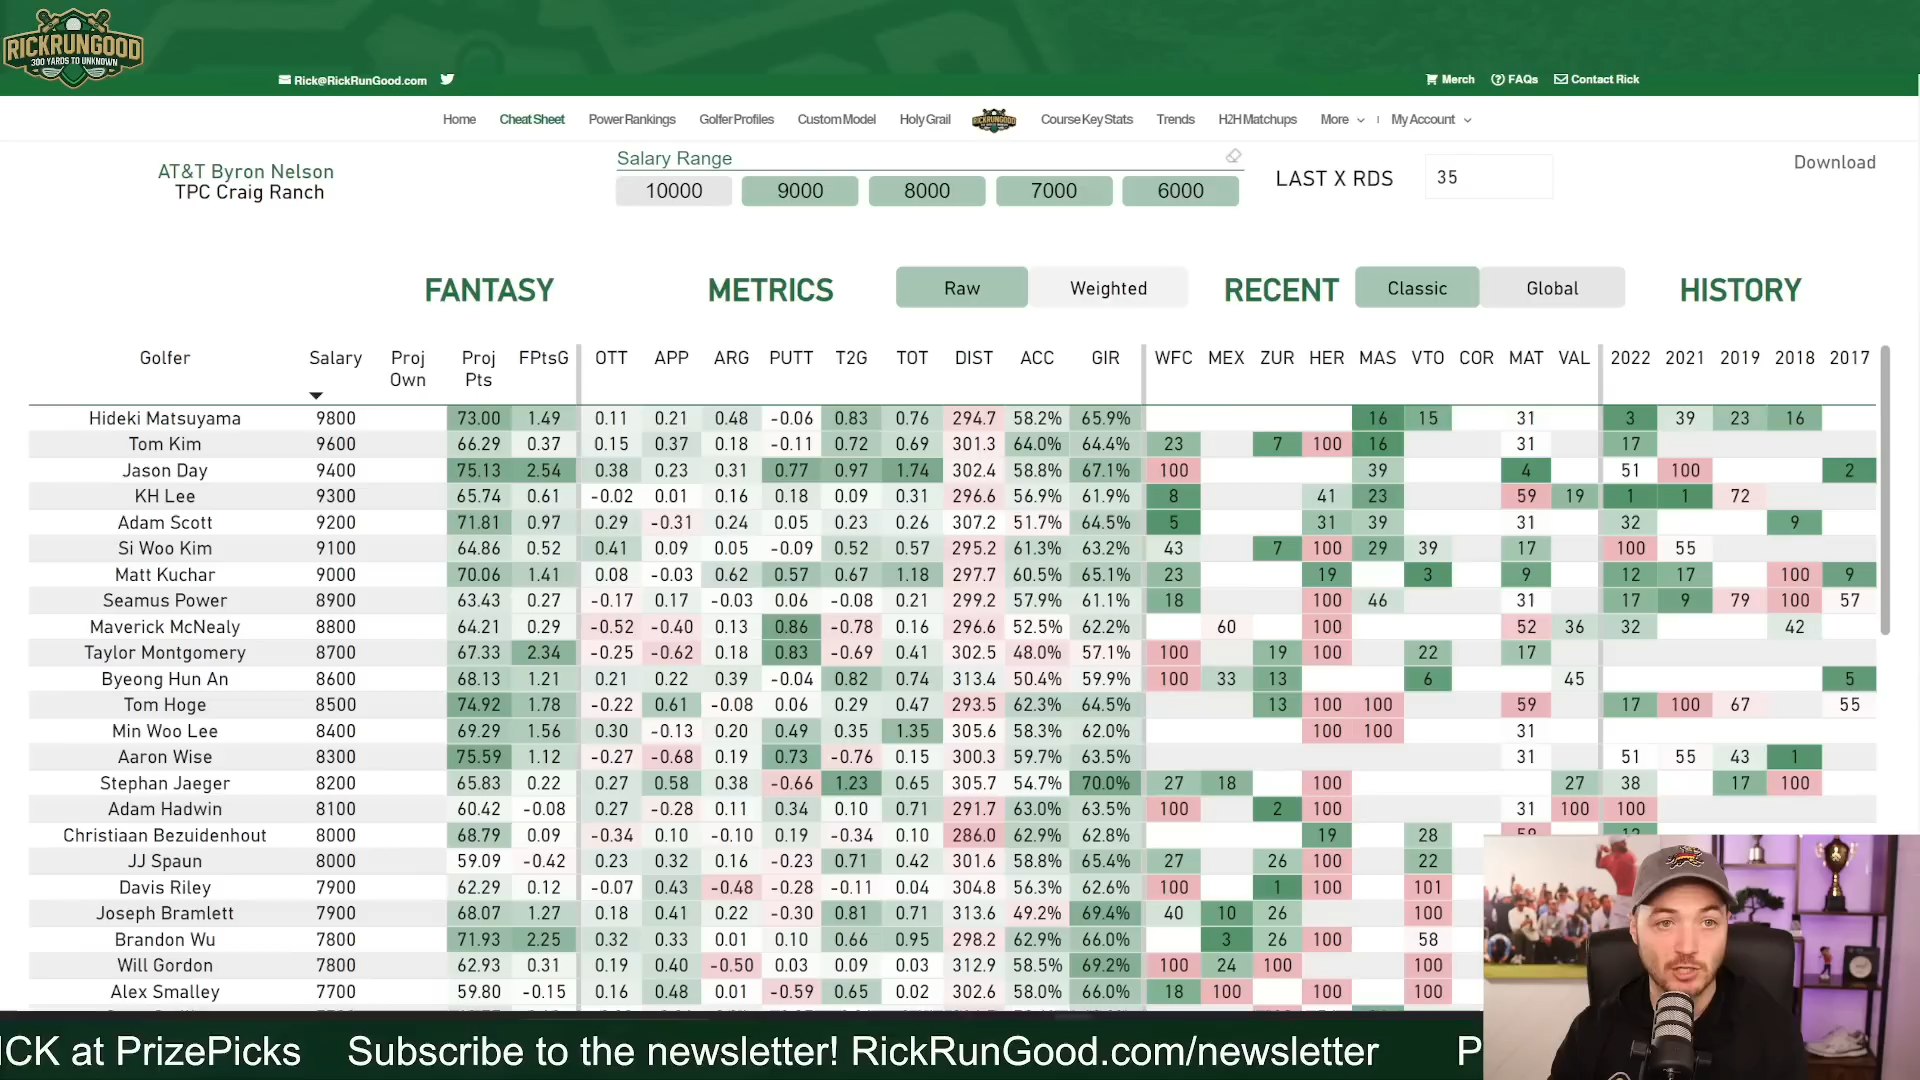 RICKRUNGOOD
300 YARDS TO UNKNOWN
Rick@RickRunGood.com
Merch FAQs Contact Rick
Home Cheat Sheet Power Rankings Golfer Profiles Custom Model Holy Grail RICKRUNGOOD Course Key Stats Trends H2H Matchups More My Account
AT&T Byron Nelson
TPC Craig Ranch
Salary Range
10000 9000 8000 7000 6000
LAST X RDS 35
Download
FANTASY METRICS Raw Weighted RECENT Classic Global HISTORY
Golfer Salary Proj Own Proj Pts FPtsG OTT APP ARG PUTT T2G TOT DIST ACC GIR WFC MEX ZUR HER MAS VTO COR MAT VAL 2022 2021 2019 2018 2017
Hideki Matsuyama 9800 73.00 1.49 0.11 0.21 0.48 -0.06 0.83 0.76 294.7 58.2% 65.9% 16 15 31 3 39 23 16
Tom Kim 9600 66.29 0.37 0.15 0.37 0.18 -0.11 0.72 0.69 301.3 64.0% 64.4% 23 7 100 16 31 17
Jason Day 9400 75.13 2.54 0.38 0.23 0.31 0.77 0.97 1.74 302.4 58.8% 67.1% 100 39 4 51 100 2
KH Lee 9300 65.74 0.61 -0.02 0.01 0.16 0.18 0.09 0.31 296.6 56.9% 61.9% 8 41 23 59 19 1 1 72
Adam Scott 9200 71.81 0.97 0.29 -0.31 0.24 0.05 0.23 0.26 307.2 51.7% 64.5% 5 31 39 31 32 9
Si Woo Kim 9100 64.86 0.52 0.41 0.09 0.05 -0.09 0.52 0.57 295.2 61.3% 63.2% 43 7 100 29 39 17 100 55
Matt Kuchar 9000 70.06 1.41 0.08 -0.03 0.62 0.57 0.67 1.18 297.7 60.5% 65.1% 23 19 3 9 12 17 100 9
Seamus Power 8900 63.43 0.27 -0.17 0.17 -0.03 0.06 -0.08 0.21 299.2 57.9% 61.1% 18 100 46 31 17 9 79 100 57
Maverick McNealy 8800 64.21 0.29 -0.52 -0.40 0.13 0.86 -0.78 0.16 296.6 52.5% 62.2% 60 100 52 36 32 42
Taylor Montgomery 8700 67.33 2.34 -0.25 -0.62 0.18 0.83 -0.69 0.41 302.5 48.0% 57.1% 100 19 100 22 17
Byeong Hun An 8600 68.13 1.21 0.21 0.22 0.39 -0.04 0.82 0.74 313.4 50.4% 59.9% 100 33 13 6 45 5
Tom Hoge 8500 74.92 1.78 -0.22 0.61 -0.08 0.06 0.29 0.47 293.5 62.3% 64.5% 13 100 100 59 17 100 67 55
Min Woo Lee 8400 69.29 1.56 0.30 -0.13 0.20 0.49 0.35 1.35 305.6 58.3% 62.0% 100 100 31
Aaron Wise 8300 75.59 1.12 -0.27 -0.68 0.19 0.73 -0.76 0.15 300.3 59.7% 63.5% 31 51 55 43 1
Stephan Jaeger 8200 65.83 0.22 0.27 0.58 0.38 -0.66 1.23 0.65 305.7 54.7% 70.0% 27 18 100 27 38 17 100
Adam Hadwin 8100 60.42 -0.08 0.27 -0.28 0.11 0.34 0.10 0.71 291.7 63.0% 63.5% 100 2 100 31 100 100
Christiaan Bezuidenhout 8000 68.79 0.09 -0.34 0.10 -0.10 0.19 -0.34 0.10 286.0 62.9% 62.8% 19 28
JJ Spaun 8000 59.09 -0.42 0.23 0.32 0.16 -0.23 0.71 0.42 301.6 58.8% 65.4% 27 26 100 22
Davis Riley 7900 62.29 0.12 -0.07 0.43 -0.48 -0.28 -0.11 0.04 304.8 56.3% 62.6% 100 1 100 101
Joseph Bramlett 7900 68.07 1.27 0.18 0.41 0.22 -0.30 0.81 0.71 313.6 49.2% 69.4% 40 10 26 100
Brandon Wu 7800 71.93 2.25 0.32 0.33 0.01 0.10 0.66 0.95 298.2 62.9% 66.0% 3 26 100 58
Will Gordon 7800 62.93 0.31 0.19 0.40 -0.50 0.03 0.09 0.03 312.9 58.5% 69.2% 100 24 100 100
Alex Smalley 7700 59.80 -0.15 0.16 0.48 0.01 -0.59 0.65 0.02 302.6 58.0% 66.0% 18 100 100 100
ICK at PrizePicks Subscribe to the newsletter! RickRunGood.com/newsletter P